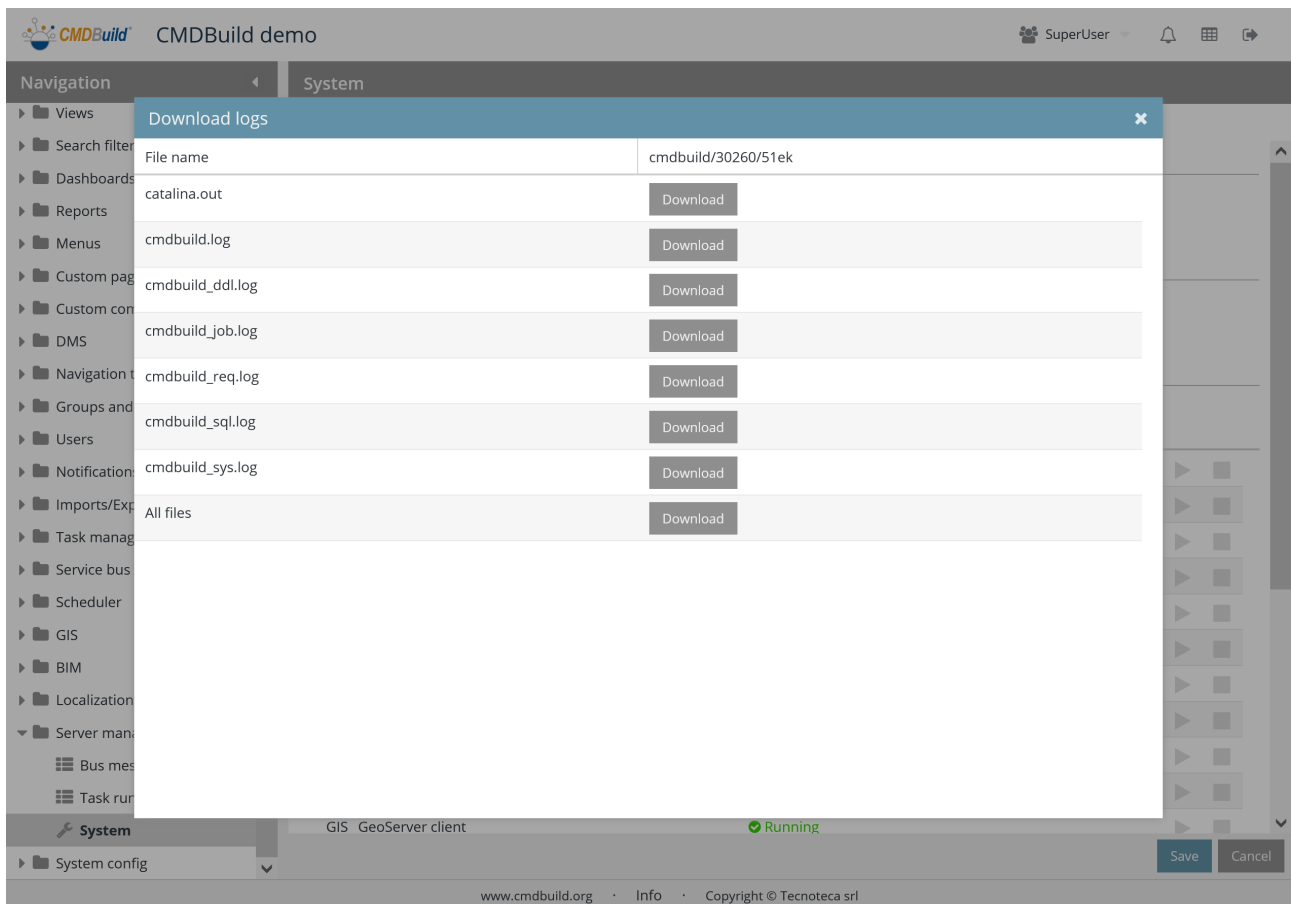 CMDBuild CMDBuild demo SuperUser
Navigation System
Views
Search filter
Dashboards
Reports
Menus
Custom pag
Custom con
DMS
Navigation t
Groups and
Users
Notification
Imports/Exp
Task manag
Service bus
Scheduler
GIS
BIM
Localization
Server mana
Bus mes
Task run
System
System config
Download logs
File name cmdbuild/30260/51ek
catalina.out Download
cmdbuild.log Download
cmdbuild_ddl.log Download
cmdbuild_job.log Download
cmdbuild_req.log Download
cmdbuild_sql.log Download
cmdbuild_sys.log Download
All files Download
GIS GeoServer client Running
Save Cancel
www.cmdbuild.org · Info · Copyright © Tecnoteca srl